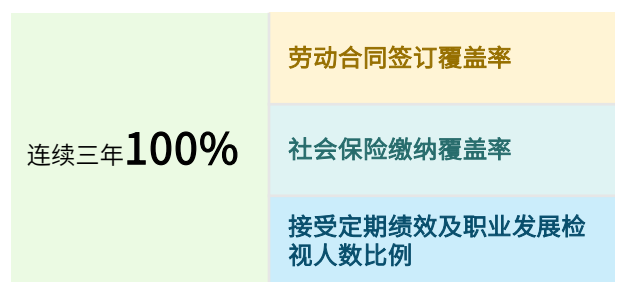 连续三年100%
劳动合同签订覆盖率
社会保险缴纳覆盖率
接受定期绩效及职业发展检
视人数比例